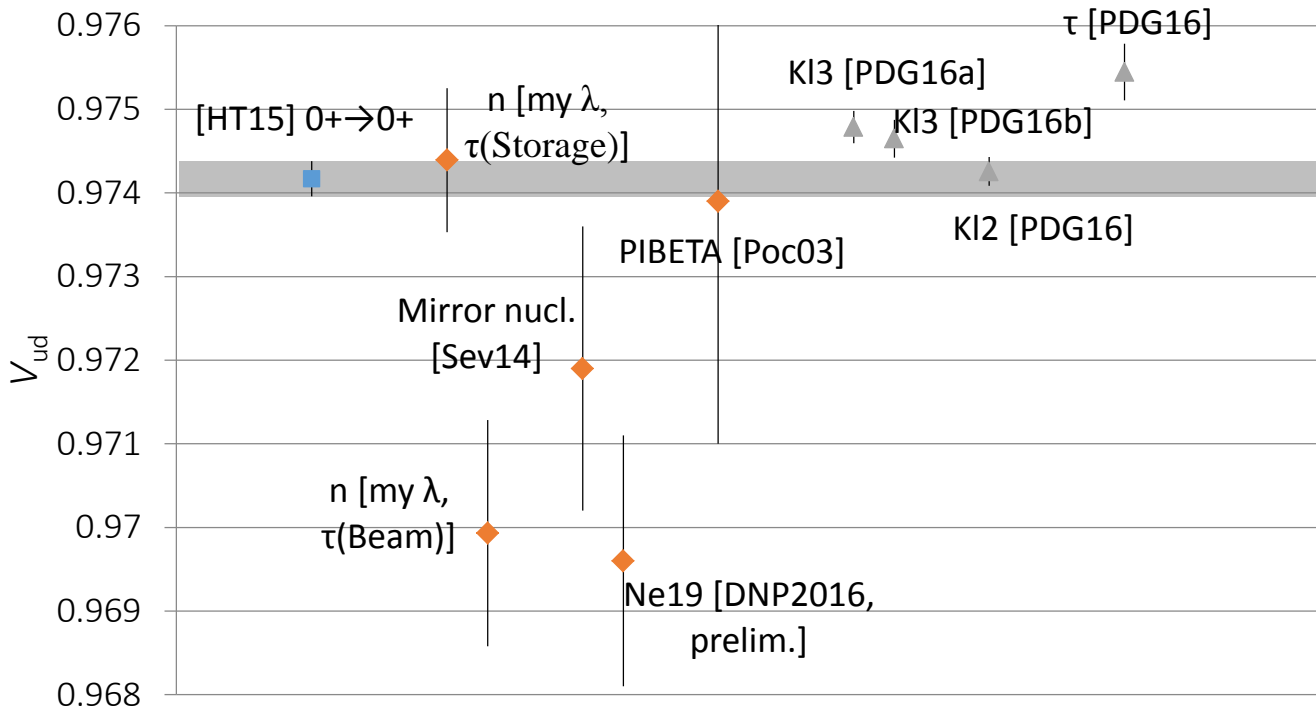 0.976
0.975
0.974
0.973
0.972
0.971
0.97
0.969
0.968
V_ud
[HT15] 0+→0+
n [my λ,
τ(Storage)]
Mirror nucl.
[Sev14]
n [my λ,
τ(Beam)]
Ne19 [DNP2016,
prelim.]
PIBETA [Poc03]
Kl3 [PDG16a]
Kl3 [PDG16b]
Kl2 [PDG16]
τ [PDG16]